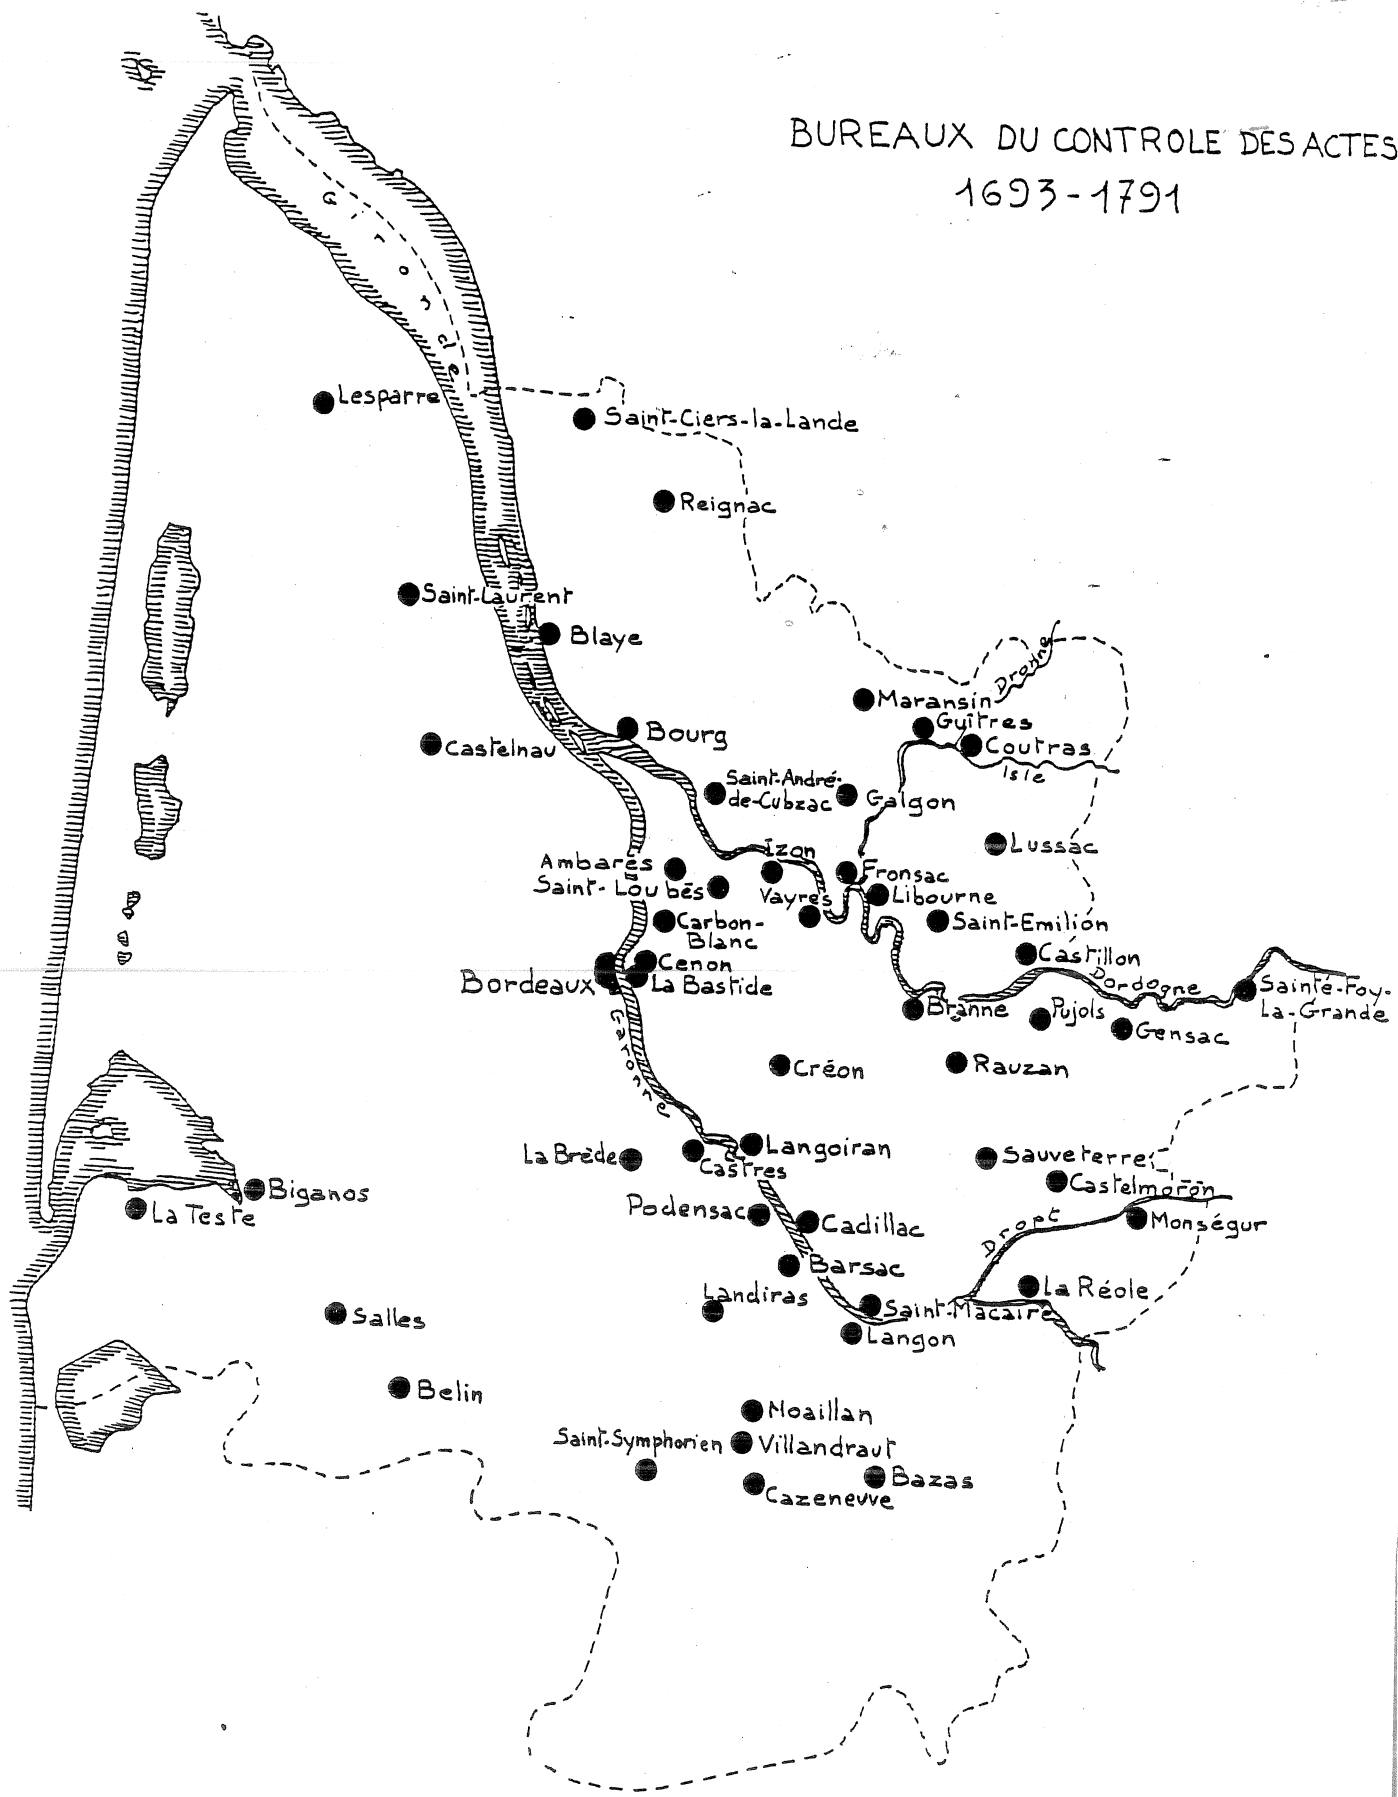 BUREAUX DU CONTROLE DES ACTES
1693-1791
Gironde
Lesparre
Saint-Ciers-la-Lande
Reignac
Saint-Laurent
Blaye
Dronne
Maransin
Guîtres
Bourg
Castelnau
Coutras
Isle
Saint-André-
de-Cubzac
Galgon
Lussac
Izon
Ambarès
Fronsac
Saint-Loubès
Vayres
Libourne
Carbon-
Blanc
Saint-Emilion
Castillon
Cenon
Bordeaux
La Bastide
Dordogne
Sainte-Foy-
La-Grande
Branne
Pujols
Gensac
Garonne
Créon
Rauzan
La Brède
Langoiran
Castres
Sauveterre
Castelmoron
Biganos
La Teste
Podensac
Cadillac
Dropt
Monségur
Barsac
Landiras
La Réole
Salles
Saint-Macaire
Langon
Belin
Noaillan
Saint-Symphorien
Villandraut
Bazas
Cazeneuve